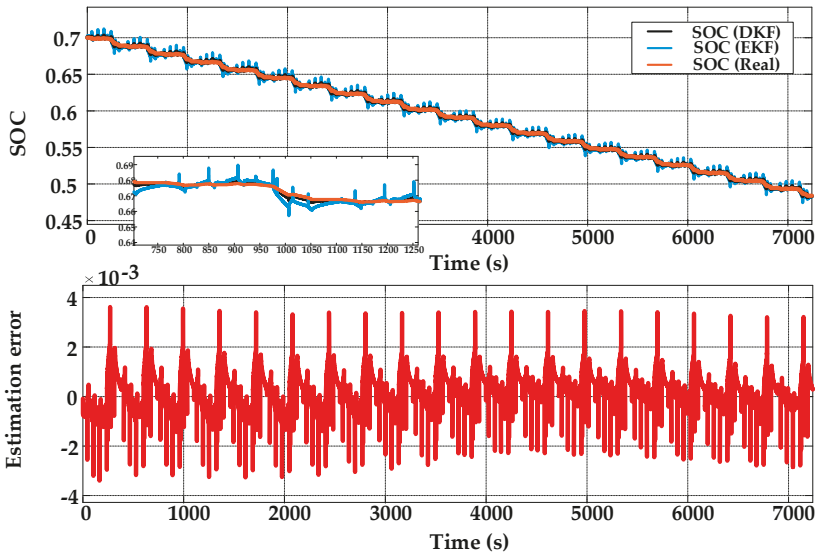 SOC
0.7
0.65
0.6
0.55
0.5
0.45
SOC (DKF)
SOC (EKF)
SOC (Real)
0.69
0.68
0.67
0.66
0.65
0.64
750 800 850 900 950 1000 1050 1100 1150 1200 1250
0 4000 5000 6000 7000
Time (s)
× 10-3
Estimation error
4
2
0
-2
-4
0 1000 2000 3000 4000 5000 6000 7000
Time (s)